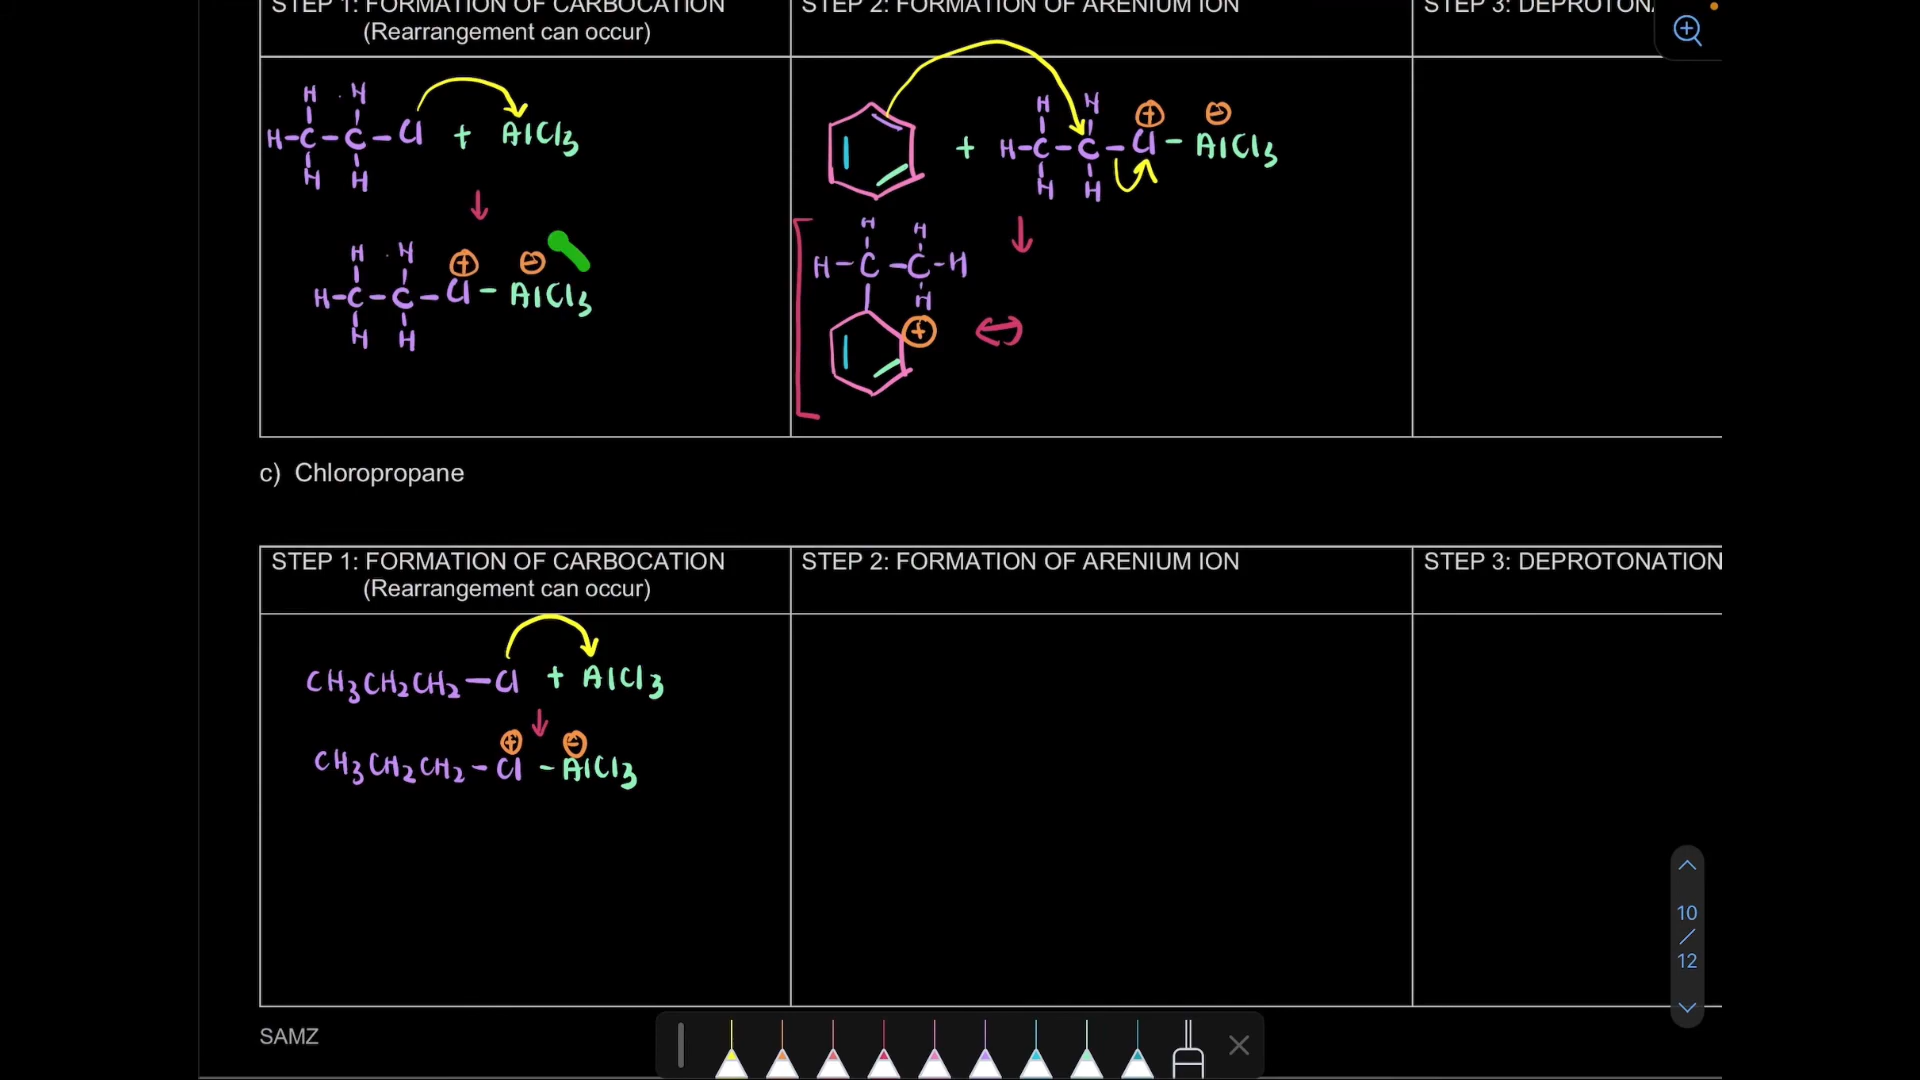 STEP 1: FORMATION OF CARBOCATION
(Rearrangement can occur)
STEP 2: FORMATION OF ARENIUM ION
STEP 3: DEPROTONA
H H
H-C-C-Cl + AlCl3
H H
↓
H H ⊕ ⊖
H-C-C-Cl-AlCl3
H H
H H ⊕ ⊖
+ H-C-C-Cl-AlCl3
H H
↓
H H
H-C-C-H
H
⊕ ↔
c) Chloropropane
STEP 1: FORMATION OF CARBOCATION
(Rearrangement can occur)
STEP 2: FORMATION OF ARENIUM ION
STEP 3: DEPROTONATION
CH3CH2CH2-Cl + AlCl3
↓
⊕ ⊖
CH3CH2CH2-Cl-AlCl3
10
/
12
SAMZ